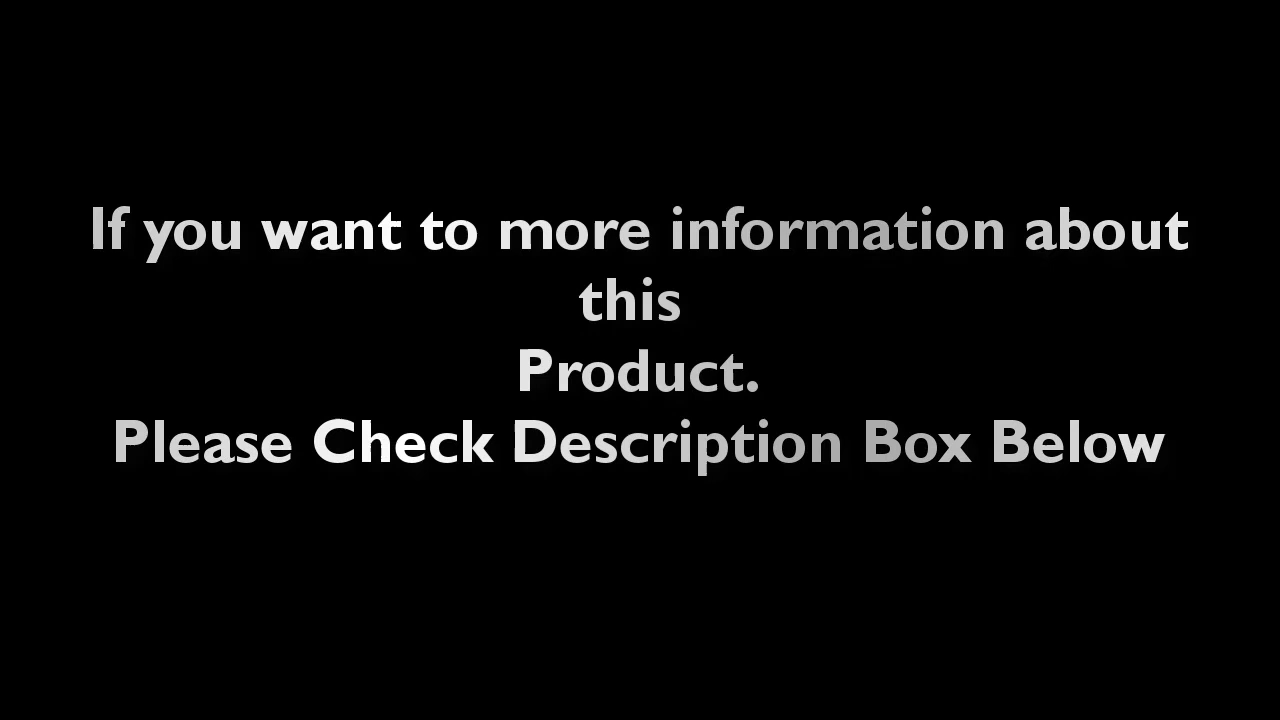 If you want to more information about
this
Product.
Please Check Description Box Below